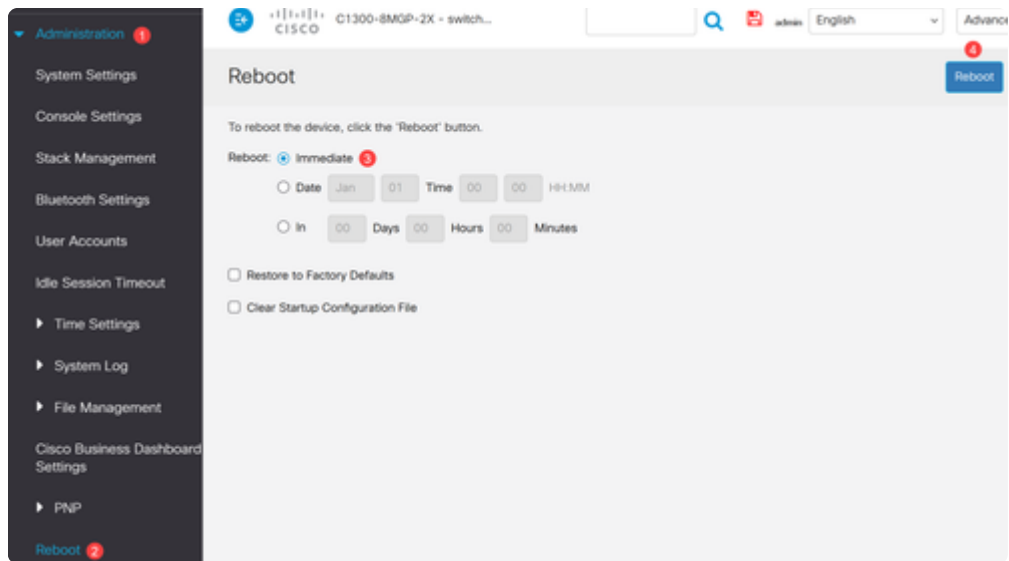 Administration 1
System Settings
Console Settings
Stack Management
Bluetooth Settings
User Accounts
Idle Session Timeout
Time Settings
System Log
File Management
Cisco Business Dashboard
Settings
PNP
Reboot 2
CISCO C1300-8MGP-2X - switch... admin English Advance
4
Reboot Reboot
To reboot the device, click the 'Reboot' button.
Reboot: Immediate 3
Date Jan 01 Time 00 00 HH:MM
In 00 Days 00 Hours 00 Minutes
Restore to Factory Defaults
Clear Startup Configuration File